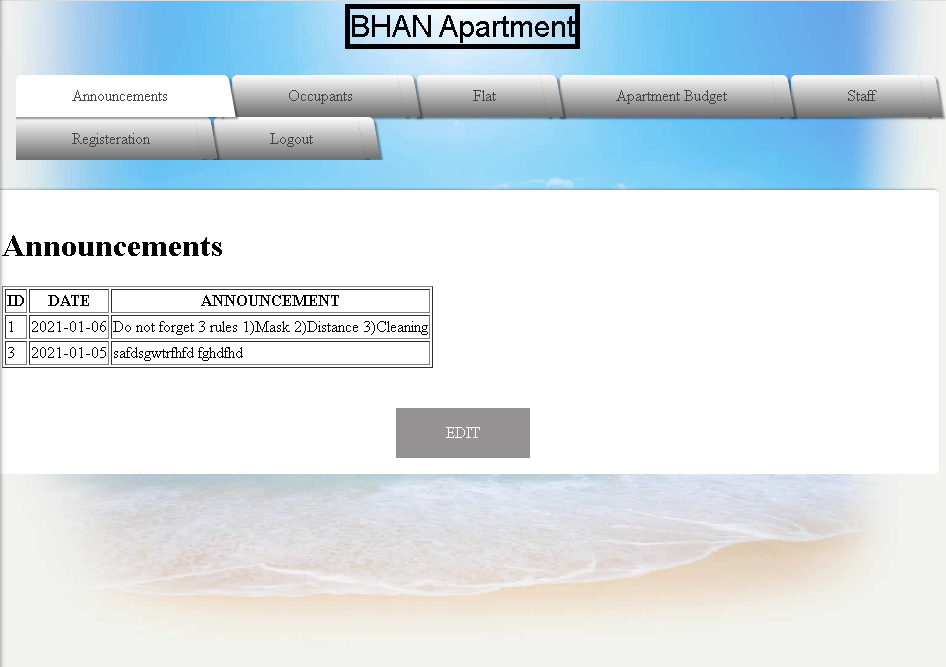 BHAN Apartment
Announcements Occupants Flat Apartment Budget Staff
Registeration Logout
Announcements
ID DATE ANNOUNCEMENT
1 2021-01-06 Do not forget 3 rules 1)Mask 2)Distance 3)Cleaning
3 2021-01-05 safdsgwtrfhfd fghdfhd
EDIT